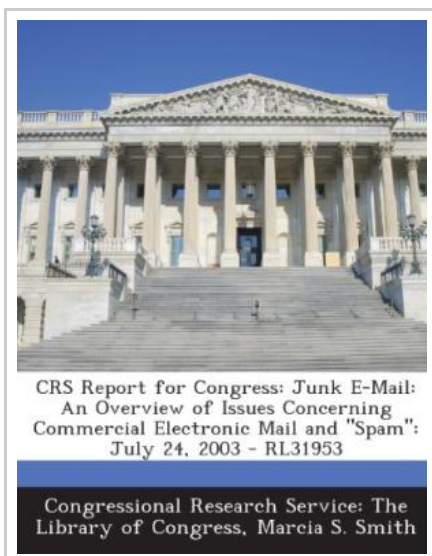 CRS Report for Congress: Junk E-Mail:
An Overview of Issues Concerning
Commercial Electronic Mail and "Spam":
July 24, 2003 - RL31953
Congressional Research Service: The
Library of Congress, Marcia S. Smith